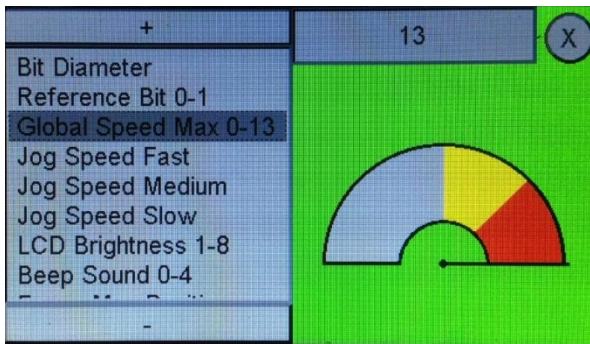 +
13
X
Bit Diameter
Reference Bit 0-1
Global Speed Max 0-13
Jog Speed Fast
Jog Speed Medium
Jog Speed Slow
LCD Brightness 1-8
Beep Sound 0-4
-